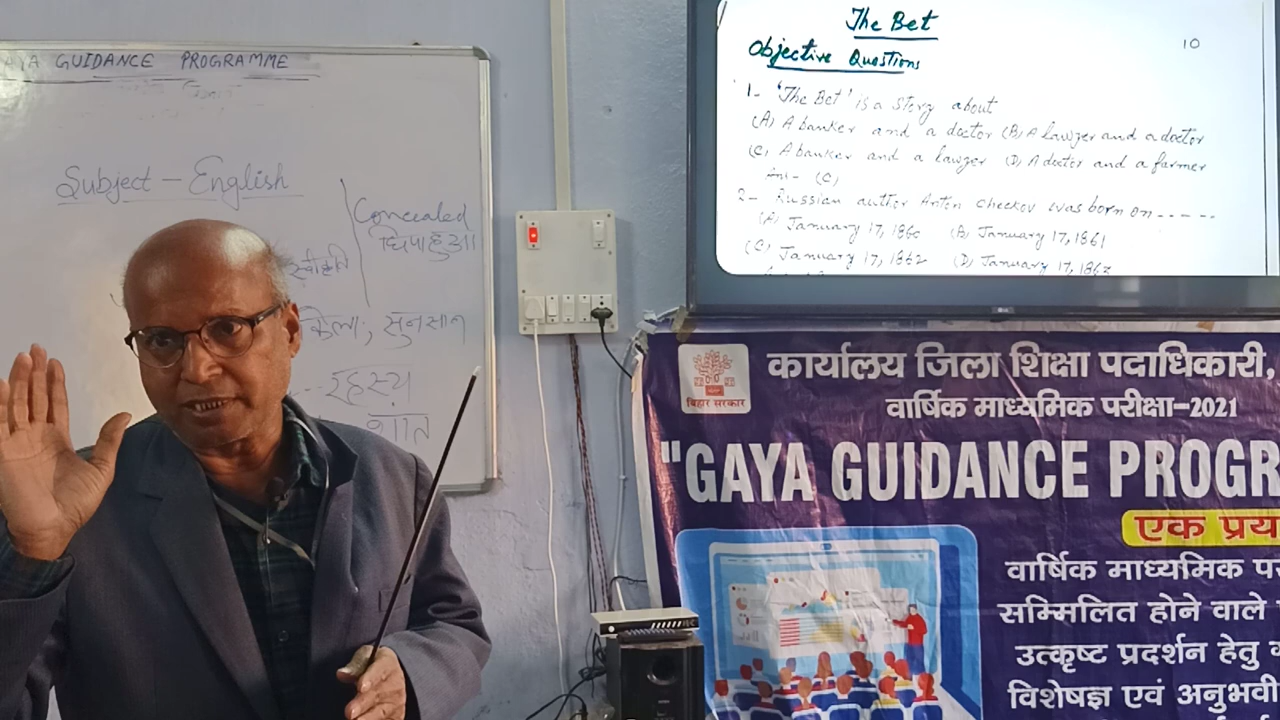 AYA GUIDANCE PROGRAMME
Subject - English
Concealed
छिपा हुआ
स्वीकृति
किला, सुनसान
रहस्य
शांत
The Bet
10
Objective Questions
1- 'The Bet' is a story about
(A) A banker and a doctor (B) A lawyer and a doctor
(C) A banker and a lawyer (D) A doctor and a farmer
Ans- (C)
2- Russian author Anton checkov was born on-----
(A) January 17, 1860 (B) January 17, 1861
(C) January 17, 1862 (D) January 17, 1863
बिहार सरकार
कार्यालय जिला शिक्षा पदाधिकारी,
वार्षिक माध्यमिक परीक्षा-2021
"GAYA GUIDANCE PROGR
एक प्रय
वार्षिक माध्यमिक पर
सम्मिलित होने वाले
उत्कृष्ट प्रदर्शन हेतु
विशेषज्ञ एवं अनुभवी